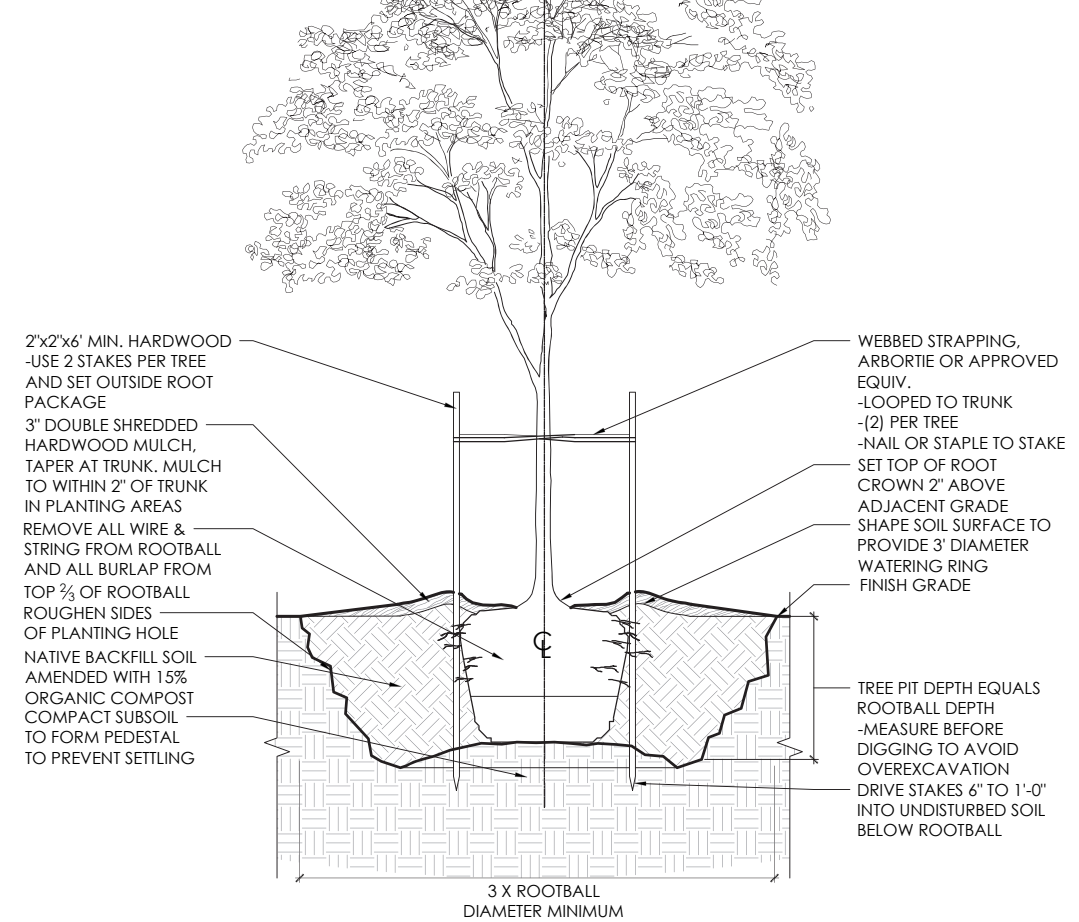 2"x2"x6' MIN. HARDWOOD
-USE 2 STAKES PER TREE
AND SET OUTSIDE ROOT
PACKAGE
3" DOUBLE SHREDDED
HARDWOOD MULCH,
TAPER AT TRUNK. MULCH
TO WITHIN 2" OF TRUNK
IN PLANTING AREAS
REMOVE ALL WIRE &
STRING FROM ROOTBALL
AND ALL BURLAP FROM
TOP ⅔ OF ROOTBALL
ROUGHEN SIDES
OF PLANTING HOLE
NATIVE BACKFILL SOIL
AMENDED WITH 15%
ORGANIC COMPOST
COMPACT SUBSOIL
TO FORM PEDESTAL
TO PREVENT SETTLING
℄
WEBBED STRAPPING,
ARBORTIE OR APPROVED
EQUIV.
-LOOPED TO TRUNK
-(2) PER TREE
-NAIL OR STAPLE TO STAKE
SET TOP OF ROOT
CROWN 2" ABOVE
ADJACENT GRADE
SHAPE SOIL SURFACE TO
PROVIDE 3' DIAMETER
WATERING RING
FINISH GRADE
TREE PIT DEPTH EQUALS
ROOTBALL DEPTH
-MEASURE BEFORE
DIGGING TO AVOID
OVEREXCAVATION
DRIVE STAKES 6" TO 1'-0"
INTO UNDISTURBED SOIL
BELOW ROOTBALL
3 X ROOTBALL
DIAMETER MINIMUM